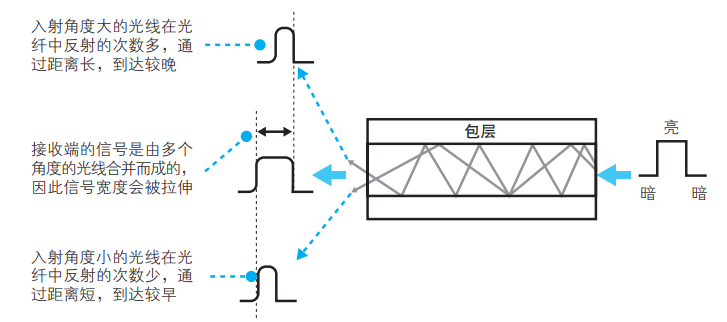 入射角度大的光线在光
纤中反射的次数多，通
过距离长，到达较晚
接收端的信号是由多个
角度的光线合并而成的，
因此信号宽度会被拉伸
入射角度小的光线在光
纤中反射的次数少，通
过距离短，到达较早
包层
亮
暗
暗